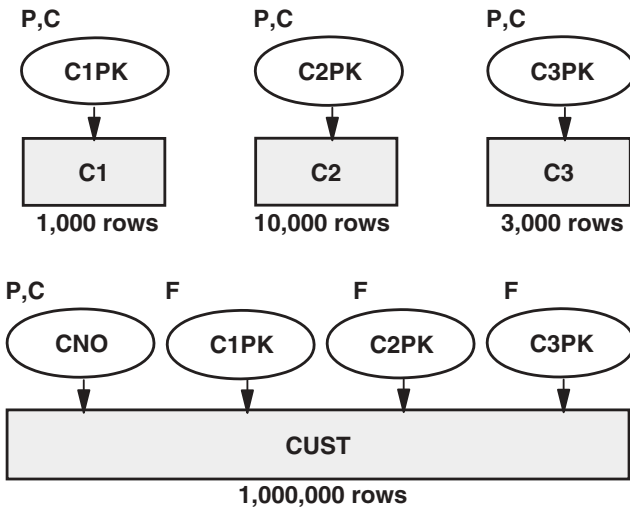 P,C P,C P,C
C1PK C2PK C3PK
C1 C2 C3
1,000 rows 10,000 rows 3,000 rows
P,C F F F
CNO C1PK C2PK C3PK
CUST
1,000,000 rows